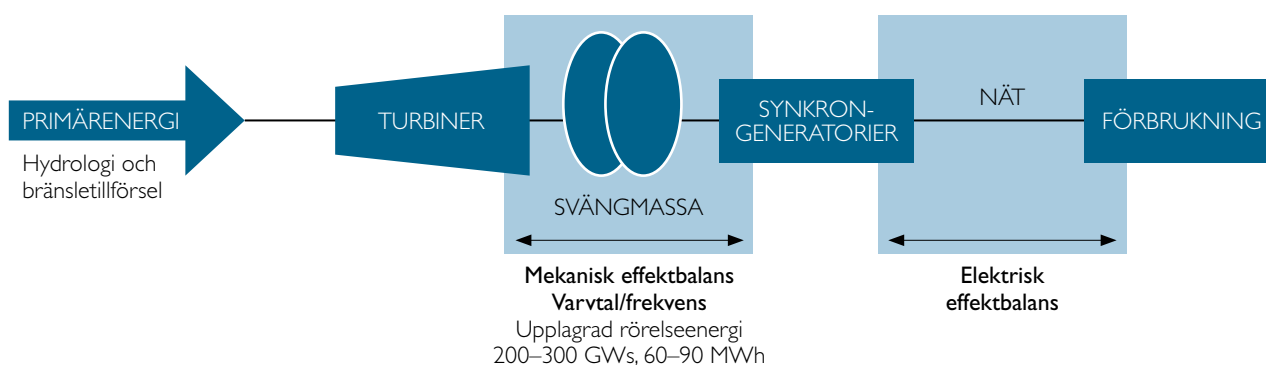 PRIMÄRENERGI
Hydrologi och
bränsletillförsel
TURBINER
SVÄNGMASSA
Mekanisk effektbalans
Varvtal/frekvens
Upplagrad rörelseenergi
200–300 GWs, 60–90 MWh
SYNKRON-
GENERATORIER
NÄT
Elektrisk
effektbalans
FÖRBRUKNING